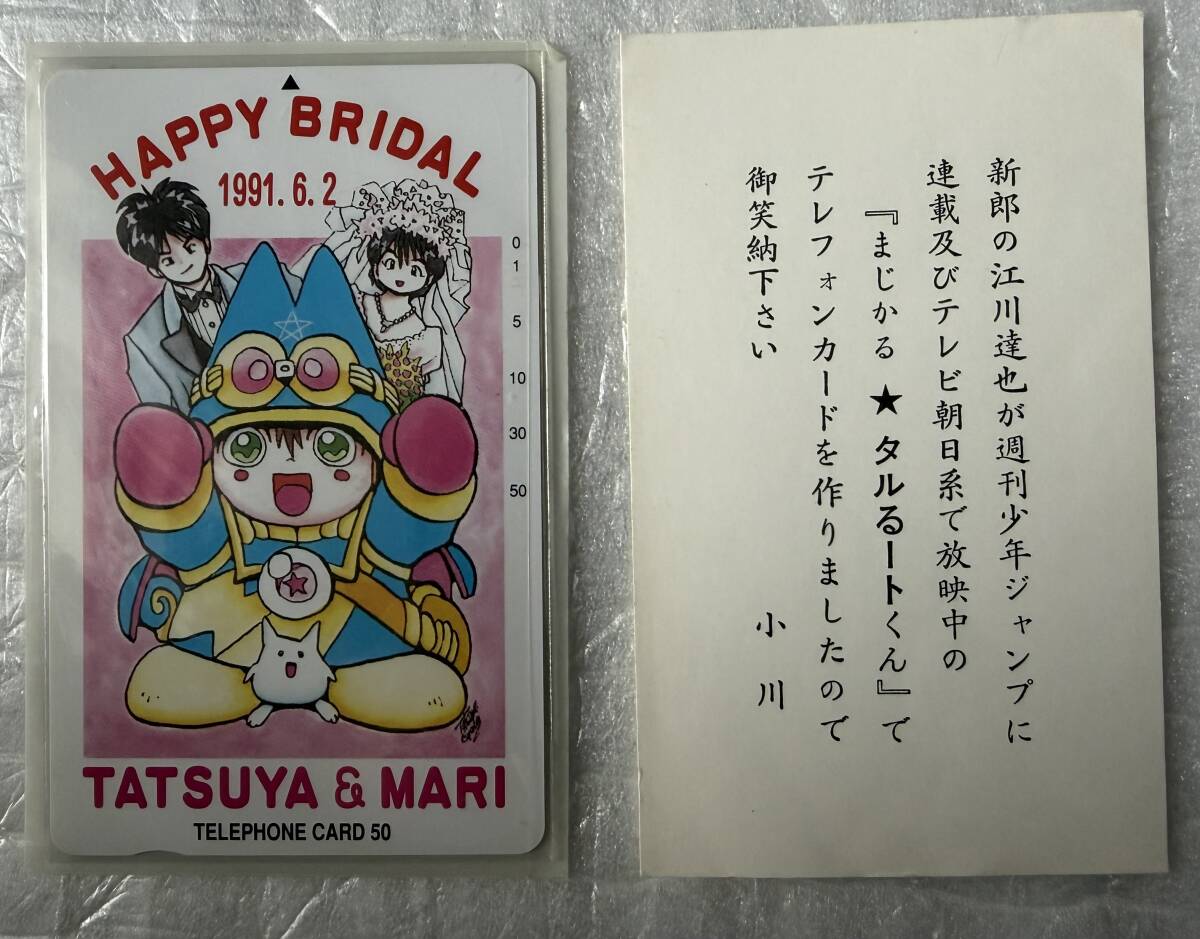 HAPPY BRIDAL
1991.6.2
0
1
5
10
30
50
TATSUYA & MARI
TELEPHONE CARD 50
新郎の江川達也が週刊少年ジャンプに
連載及びテレビ朝日系で放映中の
『まじかる★タルるートくん』で
テレフォンカードを作りましたので
御笑納下さい
小川